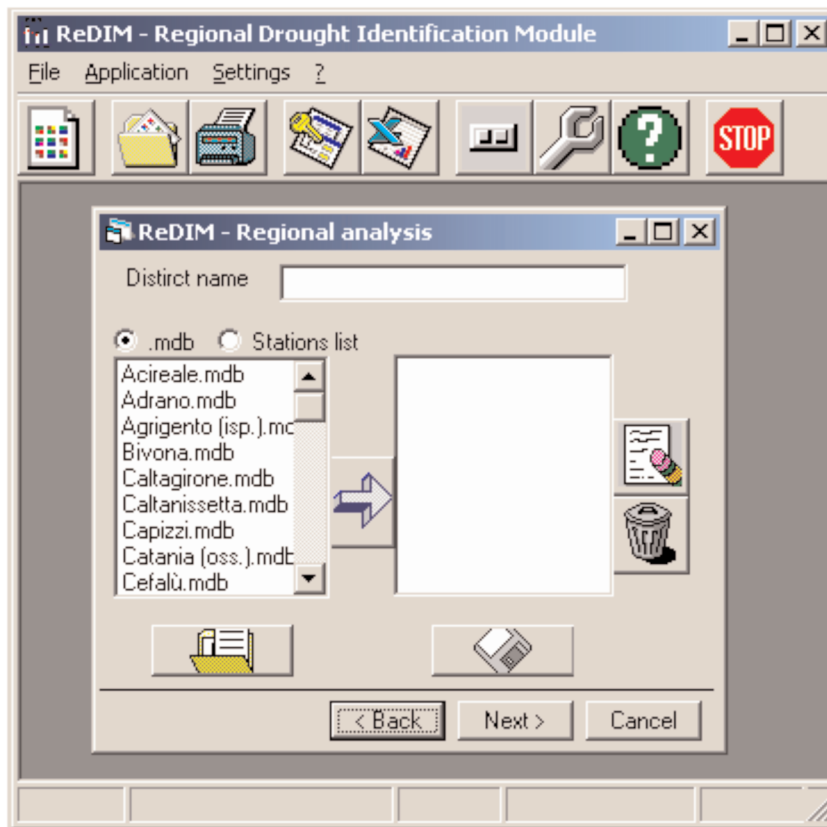 ReDIM - Regional Drought Identification Module
File Application Settings ?
STOP
ReDIM - Regional analysis
Distirct name
.mdb Stations list
Acireale.mdb
Adrano.mdb
Agrigento (isp.).mc
Bivona.mdb
Caltagirone.mdb
Caltanissetta.mdb
Capizzi.mdb
Catania (oss.).mdb
Cefalù.mdb
< Back Next > Cancel